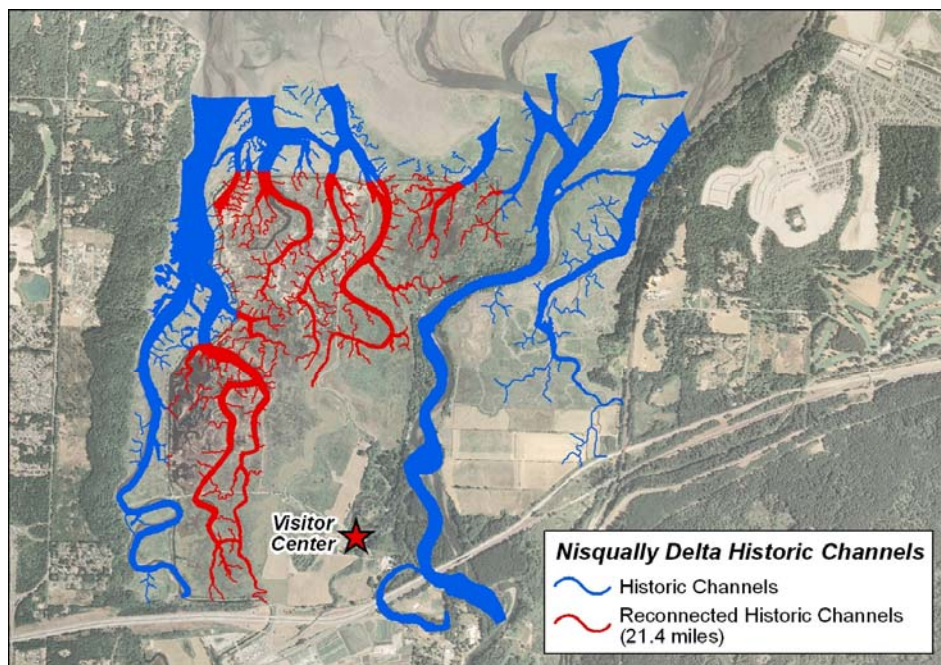 Visitor
Center
Nisqually Delta Historic Channels
Historic Channels
Reconnected Historic Channels
(21.4 miles)